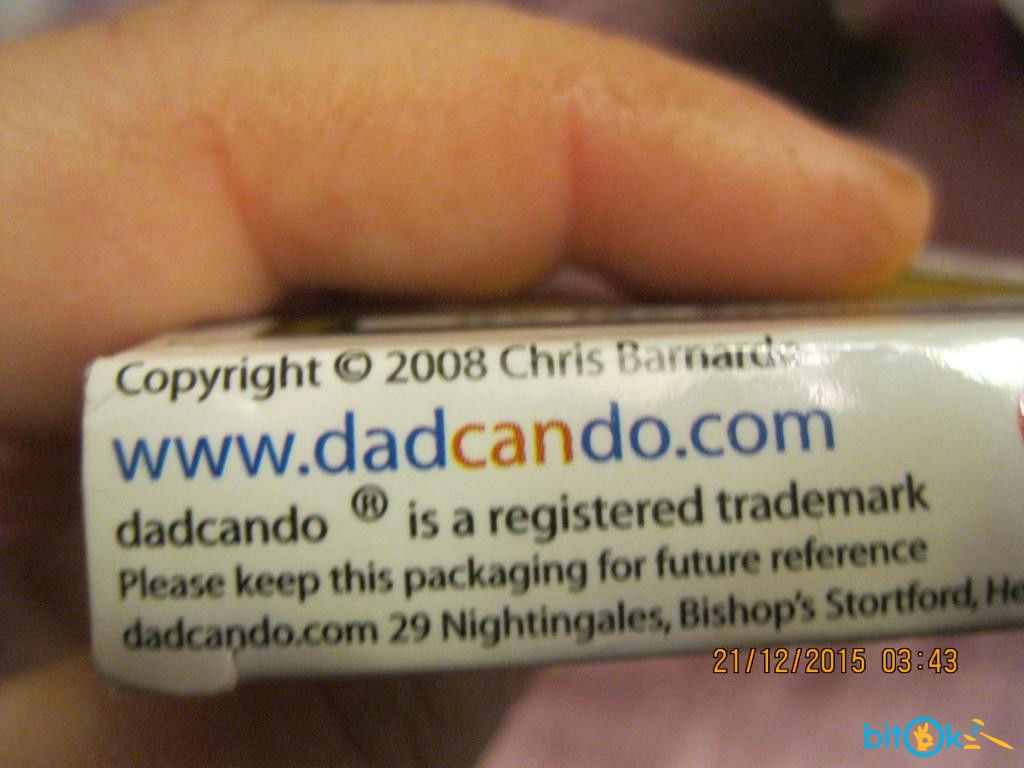 Copyright © 2008 Chris Barnardo
www.dadcando.com
dadcando ® is a registered trademark
Please keep this packaging for future reference
dadcando.com 29 Nightingales, Bishop's Stortford, He
21/12/2015 03:43
bitOk